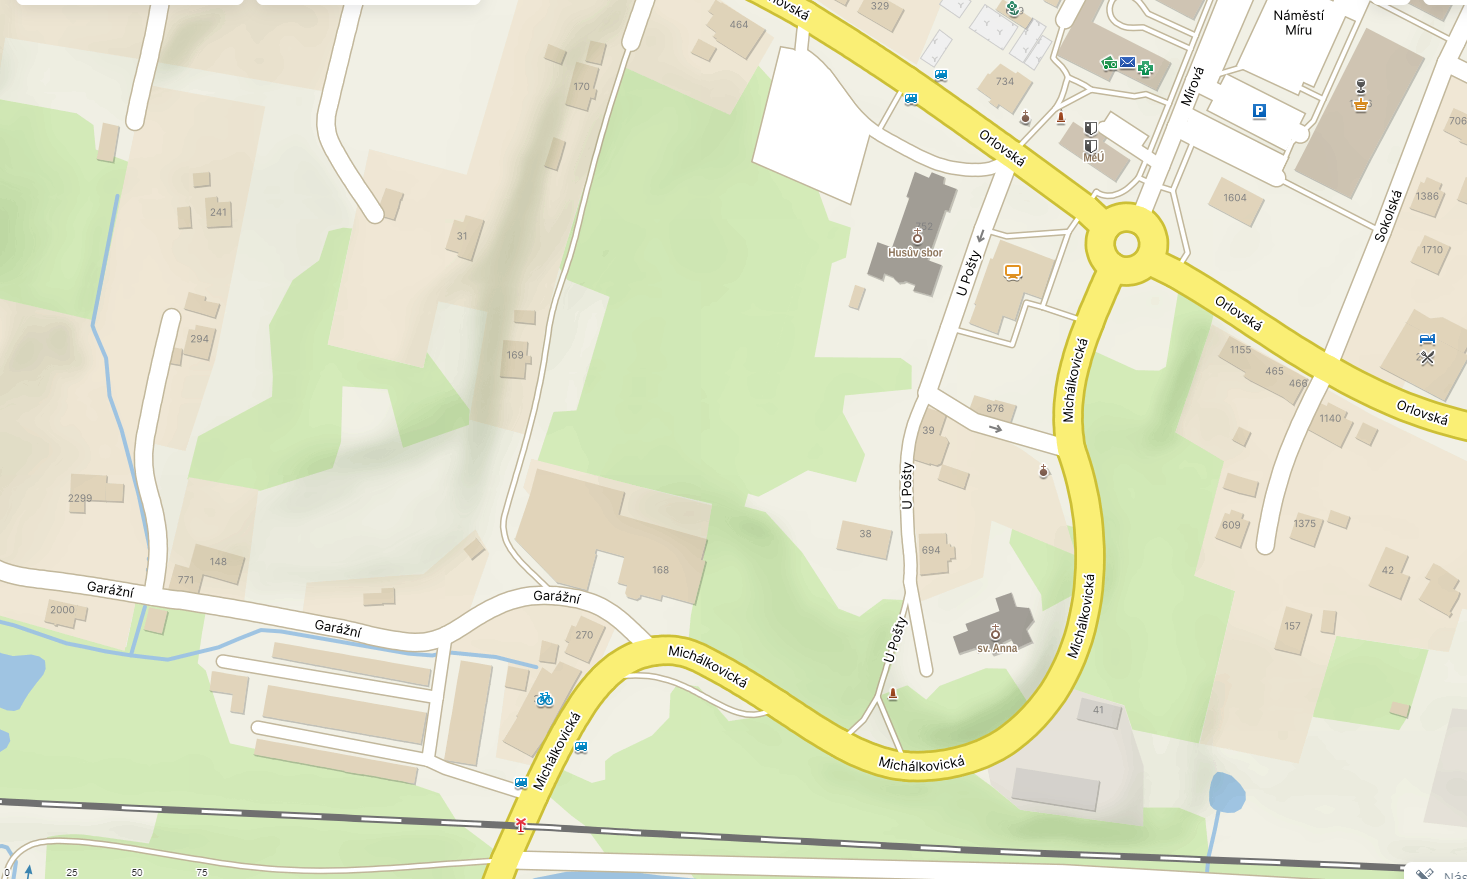 Orlovská
464
329
Náměstí
Míru
734
170
Mírová
P
706
Orlovská
MěÚ
241
31
1604
1386
Sokolská
Husův sbor
U Pošty
1710
294
169
Orlovská
1155
465
466
Michálkovická
876
39
1140
Orlovská
2299
U Pošty
38
694
609
1375
148
771
168
42
Garážní
Garážní
2000
Garážní
270
157
Michálkovická
U Pošty
sv. Anna
Michálkovická
41
Michálkovická
Michálkovická
0
25
50
75
Nás